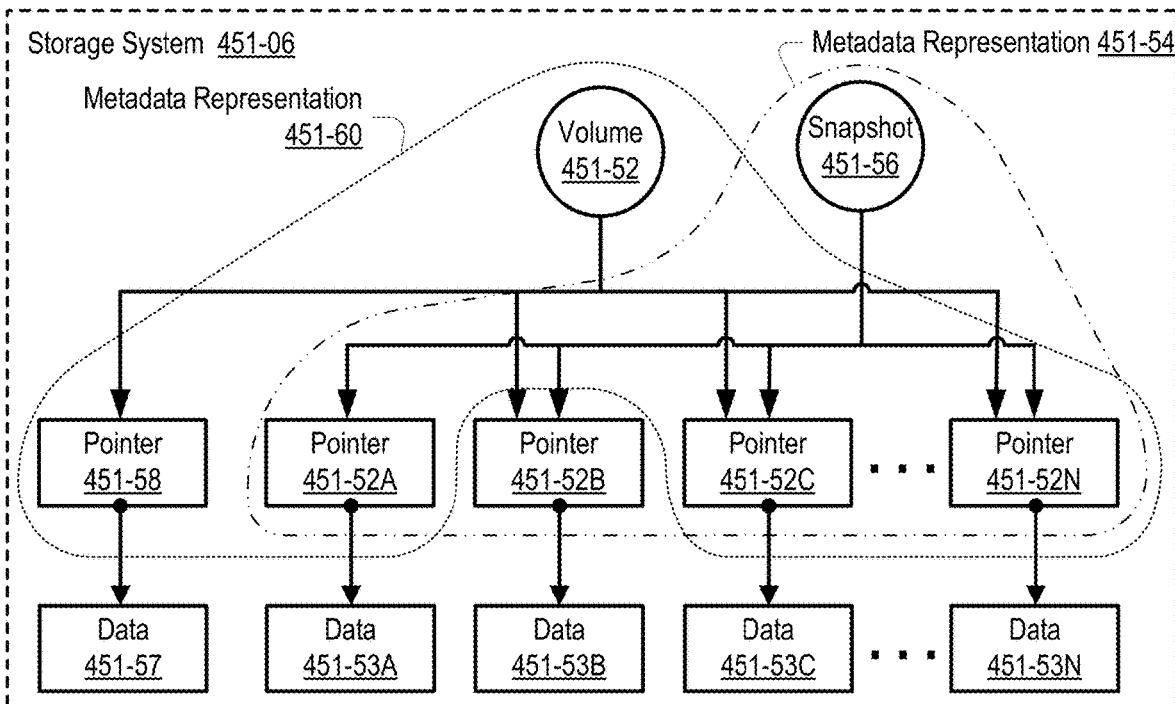 Storage System 451-06
Metadata Representation 451-54
Metadata Representation
451-60
Volume
451-52
Snapshot
451-56
Pointer
451-58
Pointer
451-52A
Pointer
451-52B
Pointer
451-52C
Pointer
451-52N
Data
451-57
Data
451-53A
Data
451-53B
Data
451-53C
Data
451-53N